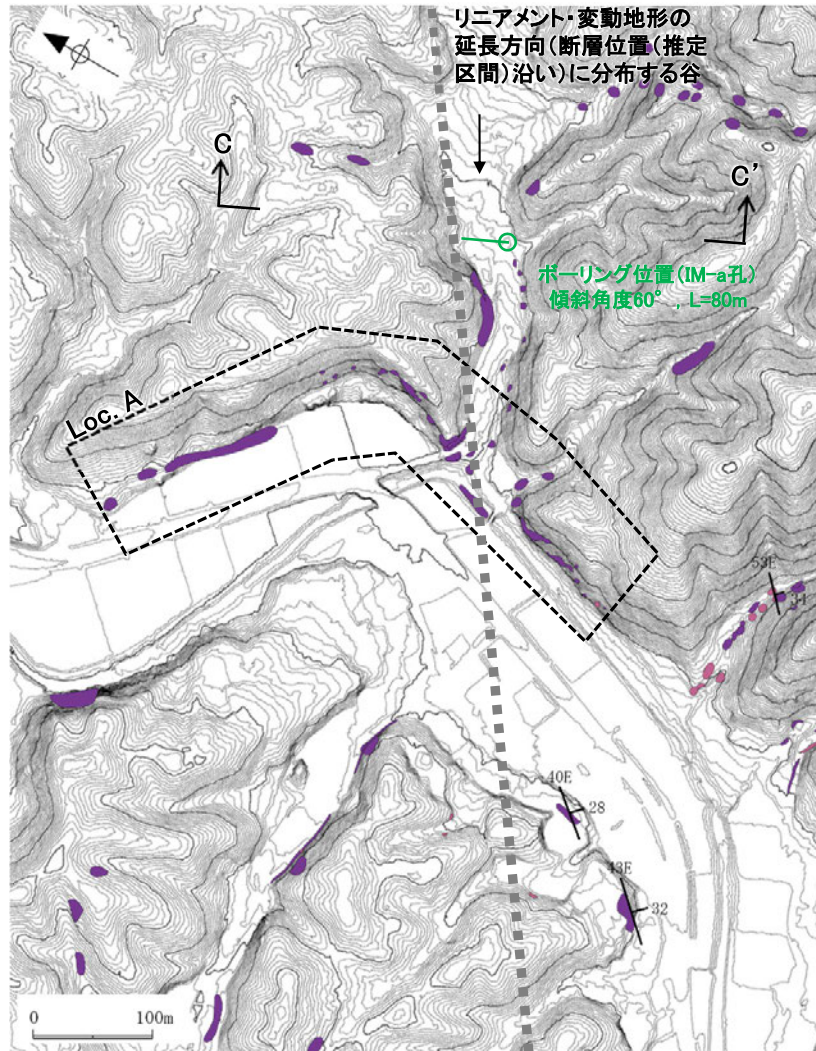 リニアメント・変動地形の
延長方向(断層位置(推定
区間)沿い)に分布する谷
C
C'
ボーリング位置(IM-a孔)
傾斜角度60°, L=80m
Loc. A
53E
34
40E
28
43E
32
0
100m